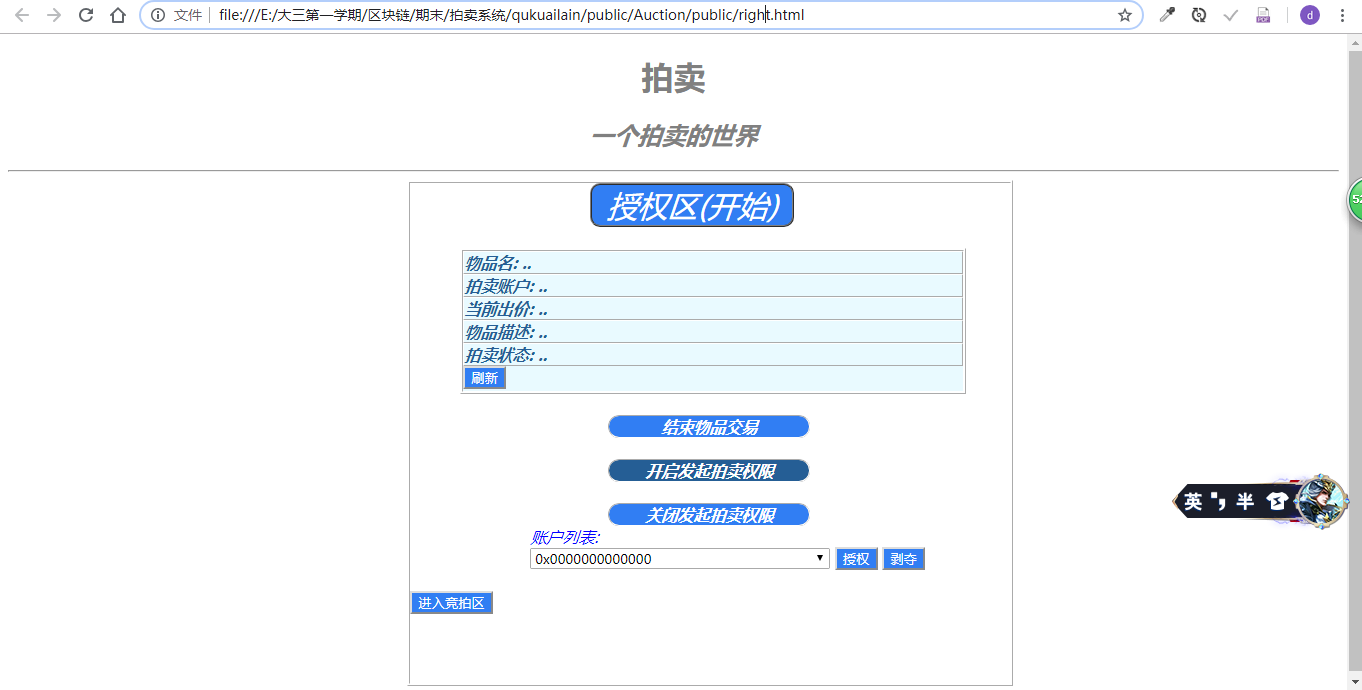 文件 file:///E:/大三第一学期/区块链/期末/拍卖系统/qukuailain/public/Auction/public/right.html
d
拍卖
一个拍卖的世界
授权区(开始)
物品名: ..
拍卖账户: ..
当前出价: ..
物品描述: ..
拍卖状态: ..
刷新
结束物品交易
开启发起拍卖权限
关闭发起拍卖权限
账户列表:
0x0000000000000 授权 剥夺
进入竞拍区
英 半